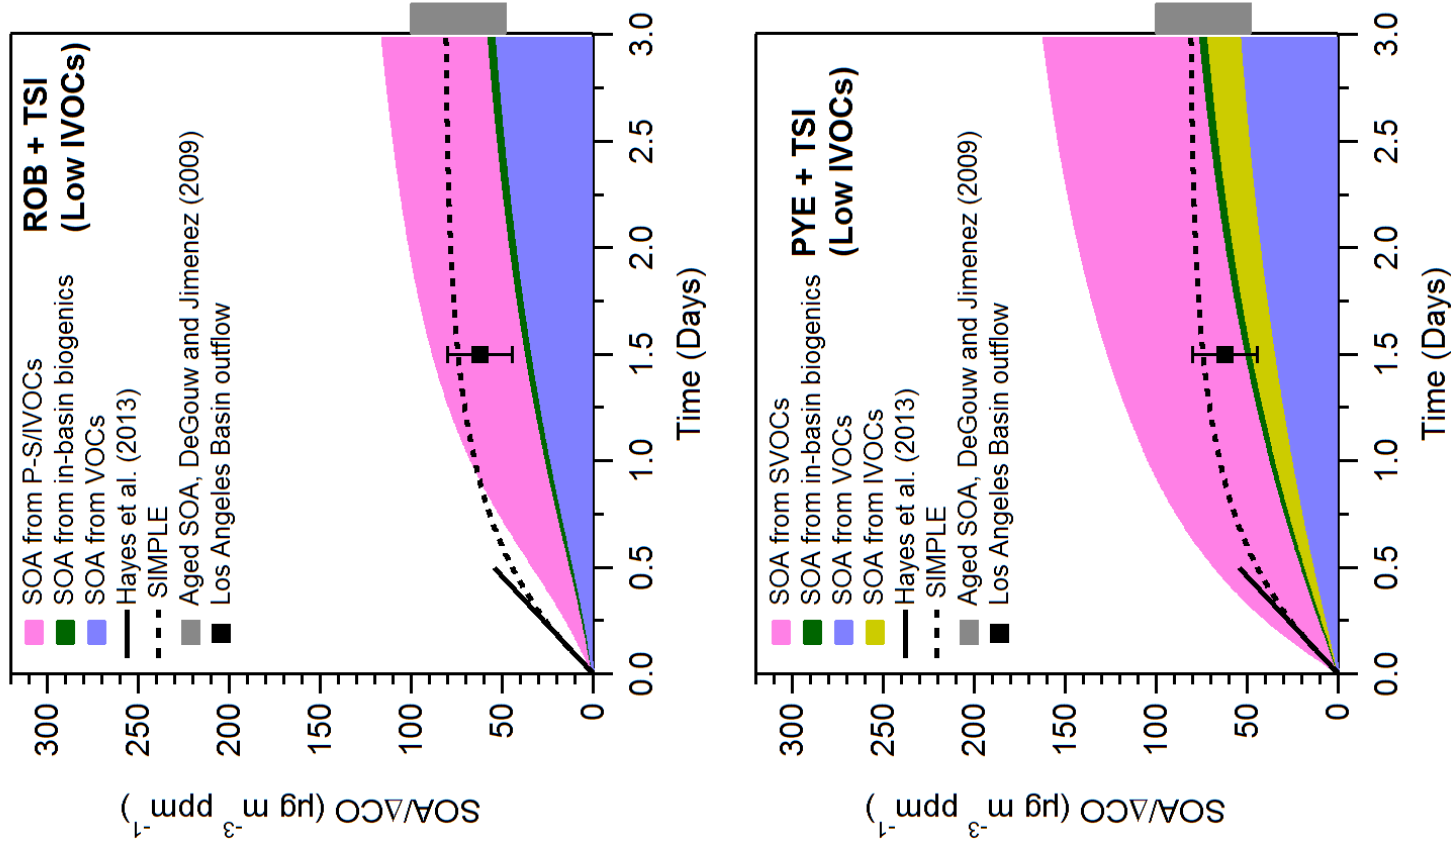 ROB + TSI
(Low IVOCs)
SOA from P-S/IVOCs
SOA from in-basin biogenics
SOA from VOCs
Hayes et al. (2013)
SIMPLE
Aged SOA, DeGouw and Jimenez (2009)
Los Angeles Basin outflow
300
250
200
150
100
50
0
SOA/ΔCO (µg m⁻³ ppm⁻¹)
0.0 0.5 1.0 1.5 2.0 2.5 3.0
Time (Days)
PYE + TSI
(Low IVOCs)
SOA from SVOCs
SOA from in-basin biogenics
SOA from VOCs
SOA from IVOCs
Hayes et al. (2013)
SIMPLE
Aged SOA, DeGouw and Jimenez (2009)
Los Angeles Basin outflow
300
250
200
150
100
50
0
SOA/ΔCO (µg m⁻³ ppm⁻¹)
0.0 0.5 1.0 1.5 2.0 2.5 3.0
Time (Days)